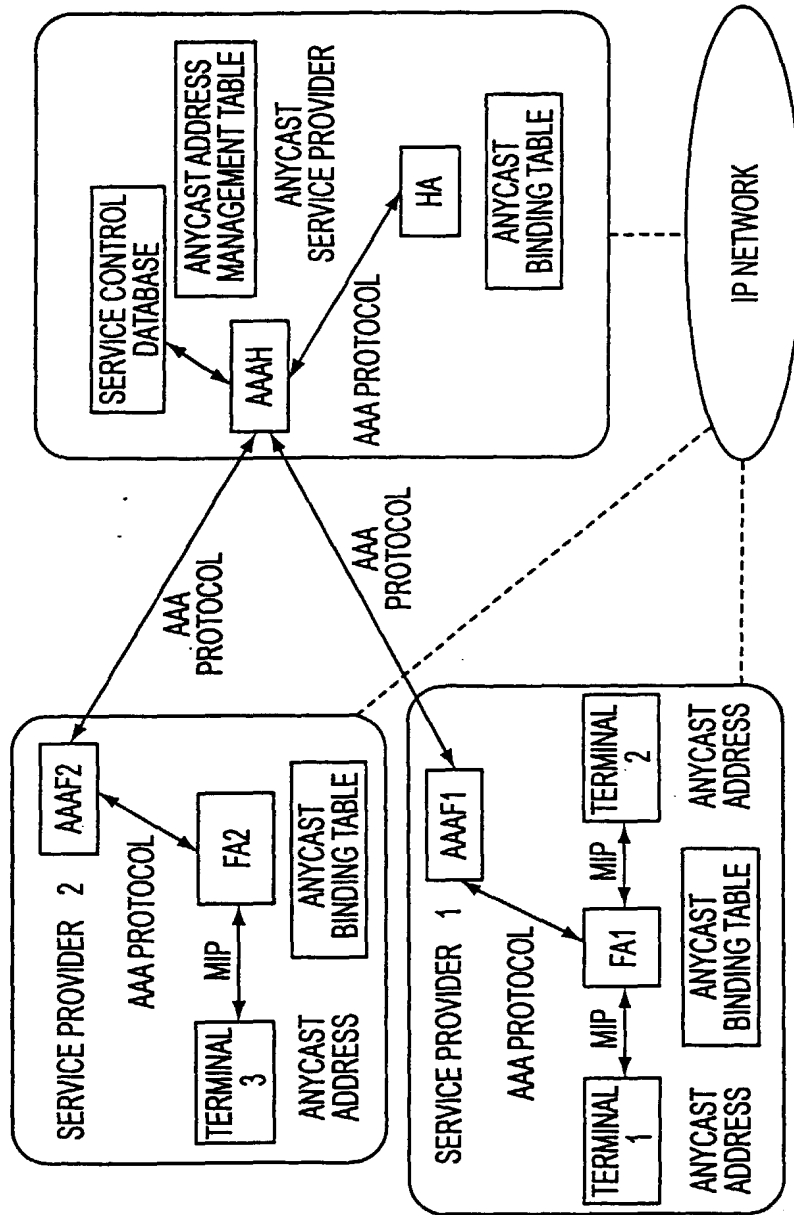 SERVICE PROVIDER 2
AAAF2
AAA PROTOCOL
FA2
MIP
TERMINAL
3
ANYCAST
ADDRESS
ANYCAST
BINDING TABLE
AAA
PROTOCOL
SERVICE CONTROL
DATABASE
ANYCAST ADDRESS
MANAGEMENT TABLE
ANYCAST
SERVICE PROVIDER
AAAH
AAA PROTOCOL
HA
ANYCAST
BINDING TABLE
AAA
PROTOCOL
SERVICE PROVIDER 1
AAAF1
AAA PROTOCOL
TERMINAL
1
MIP
FA1
MIP
TERMINAL
2
ANYCAST
ADDRESS
ANYCAST
BINDING TABLE
ANYCAST
ADDRESS
IP NETWORK